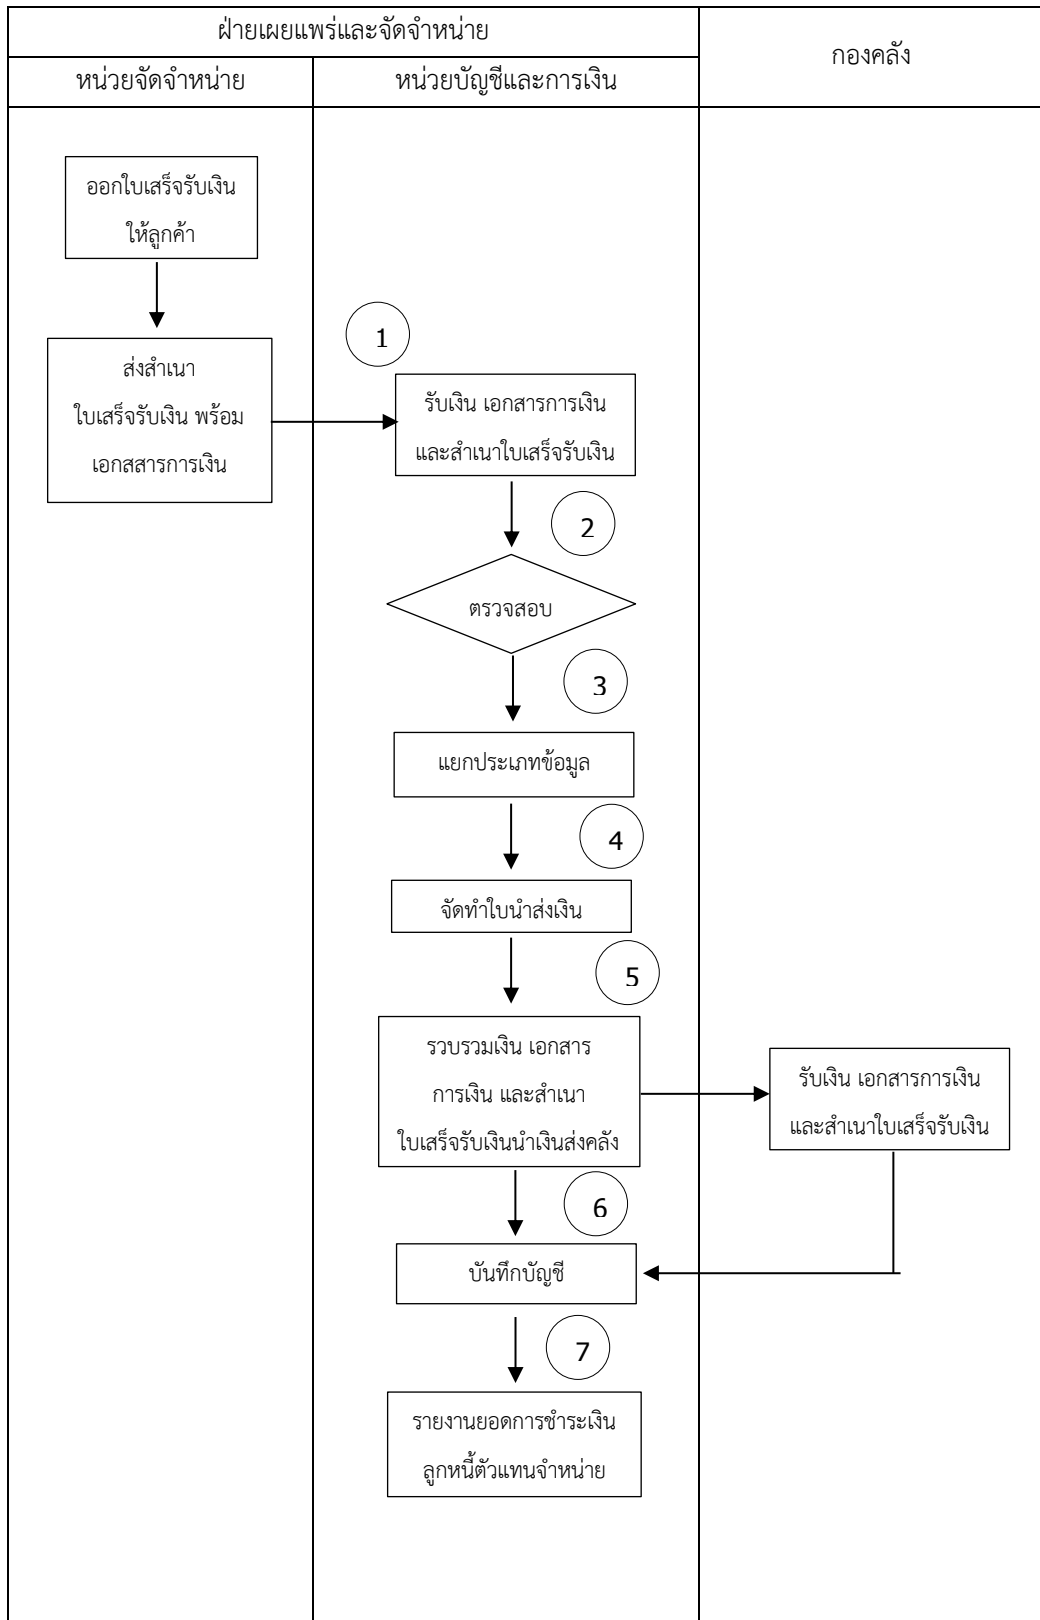 ฝ่ายเผยแพร่และจัดจำหน่าย
กองคลัง
หน่วยจัดจำหน่าย
หน่วยบัญชีและการเงิน
ออกใบเสร็จรับเงิน
ให้ลูกค้า
ส่งสำเนา
ใบเสร็จรับเงิน พร้อม
เอกสสารการเงิน
1
รับเงิน เอกสารการเงิน
และสำเนาใบเสร็จรับเงิน
2
ตรวจสอบ
3
แยกประเภทข้อมูล
4
จัดทำใบนำส่งเงิน
5
รวบรวมเงิน เอกสาร
การเงิน และสำเนา
ใบเสร็จรับเงินนำเงินส่งคลัง
รับเงิน เอกสารการเงิน
และสำเนาใบเสร็จรับเงิน
6
บันทึกบัญชี
7
รายงานยอดการชำระเงิน
ลูกหนี้ตัวแทนจำหน่าย